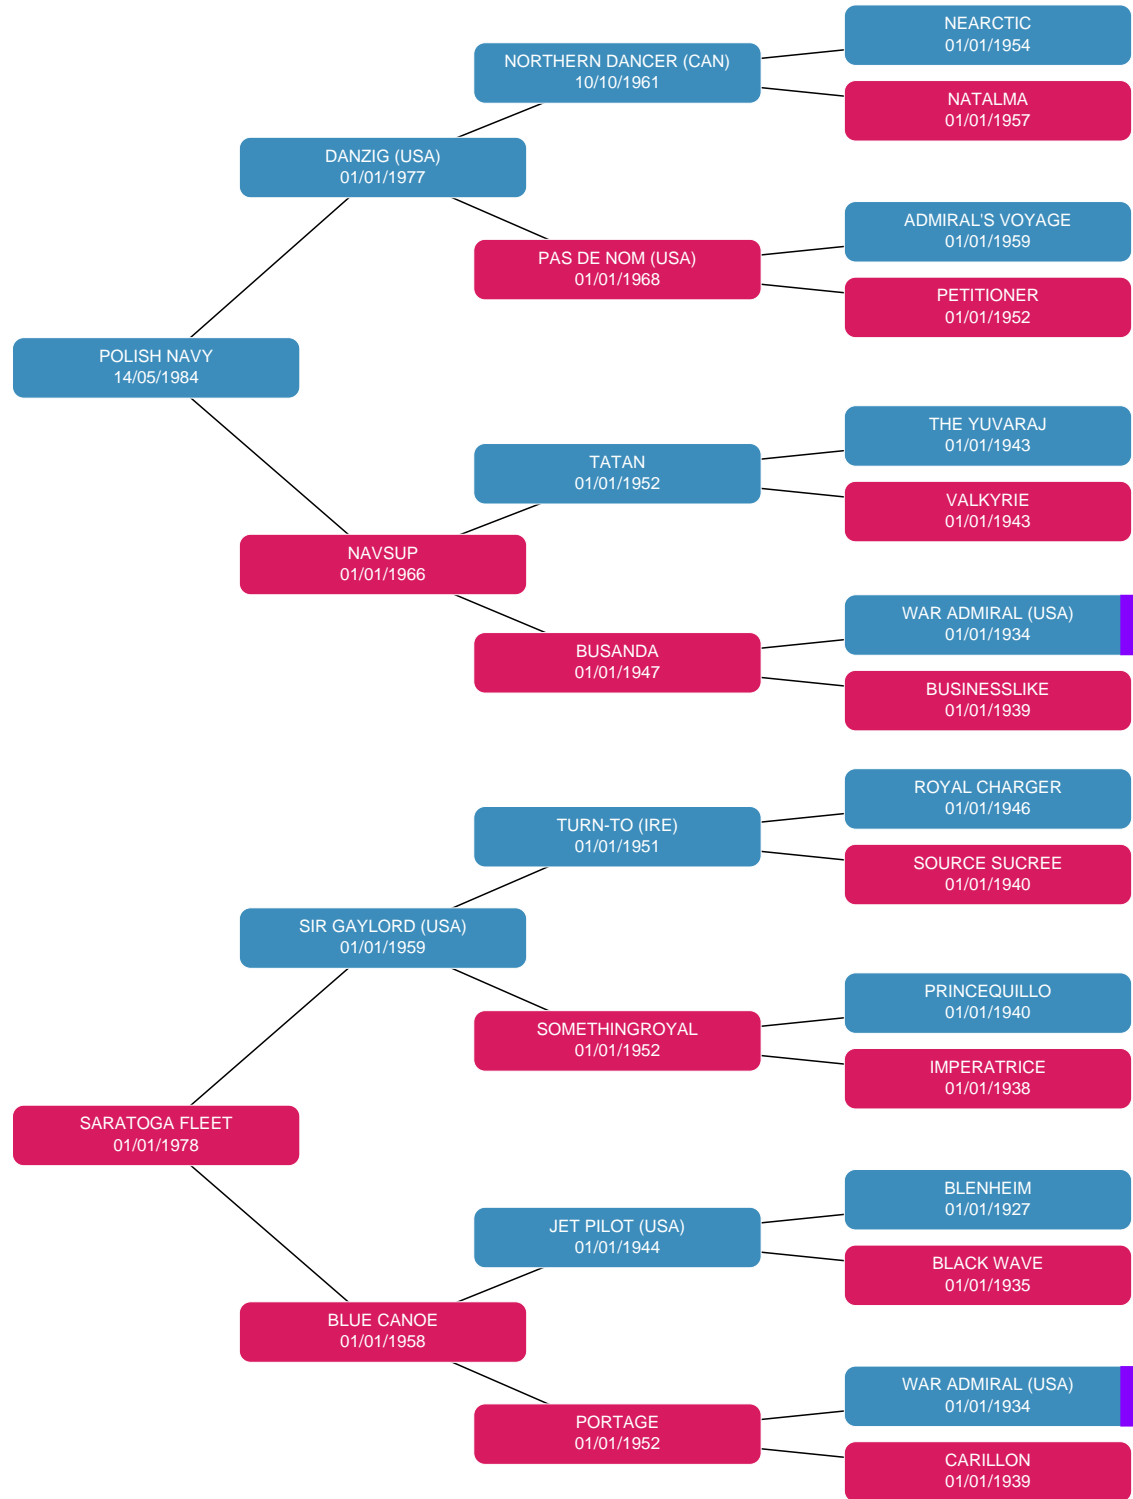 NEARCTIC
01/01/1954
NORTHERN DANCER (CAN)
10/10/1961
NATALMA
01/01/1957
DANZIG (USA)
01/01/1977
ADMIRAL'S VOYAGE
01/01/1959
PAS DE NOM (USA)
01/01/1968
PETITIONER
01/01/1952
POLISH NAVY
14/05/1984
THE YUVARAJ
01/01/1943
TATAN
01/01/1952
VALKYRIE
01/01/1943
NAVSUP
01/01/1966
WAR ADMIRAL (USA)
01/01/1934
BUSANDA
01/01/1947
BUSINESSLIKE
01/01/1939
ROYAL CHARGER
01/01/1946
TURN-TO (IRE)
01/01/1951
SOURCE SUCREE
01/01/1940
SIR GAYLORD (USA)
01/01/1959
PRINCEQUILLO
01/01/1940
SOMETHINGROYAL
01/01/1952
IMPERATRICE
01/01/1938
SARATOGA FLEET
01/01/1978
BLENHEIM
01/01/1927
JET PILOT (USA)
01/01/1944
BLACK WAVE
01/01/1935
BLUE CANOE
01/01/1958
WAR ADMIRAL (USA)
01/01/1934
PORTAGE
01/01/1952
CARILLON
01/01/1939